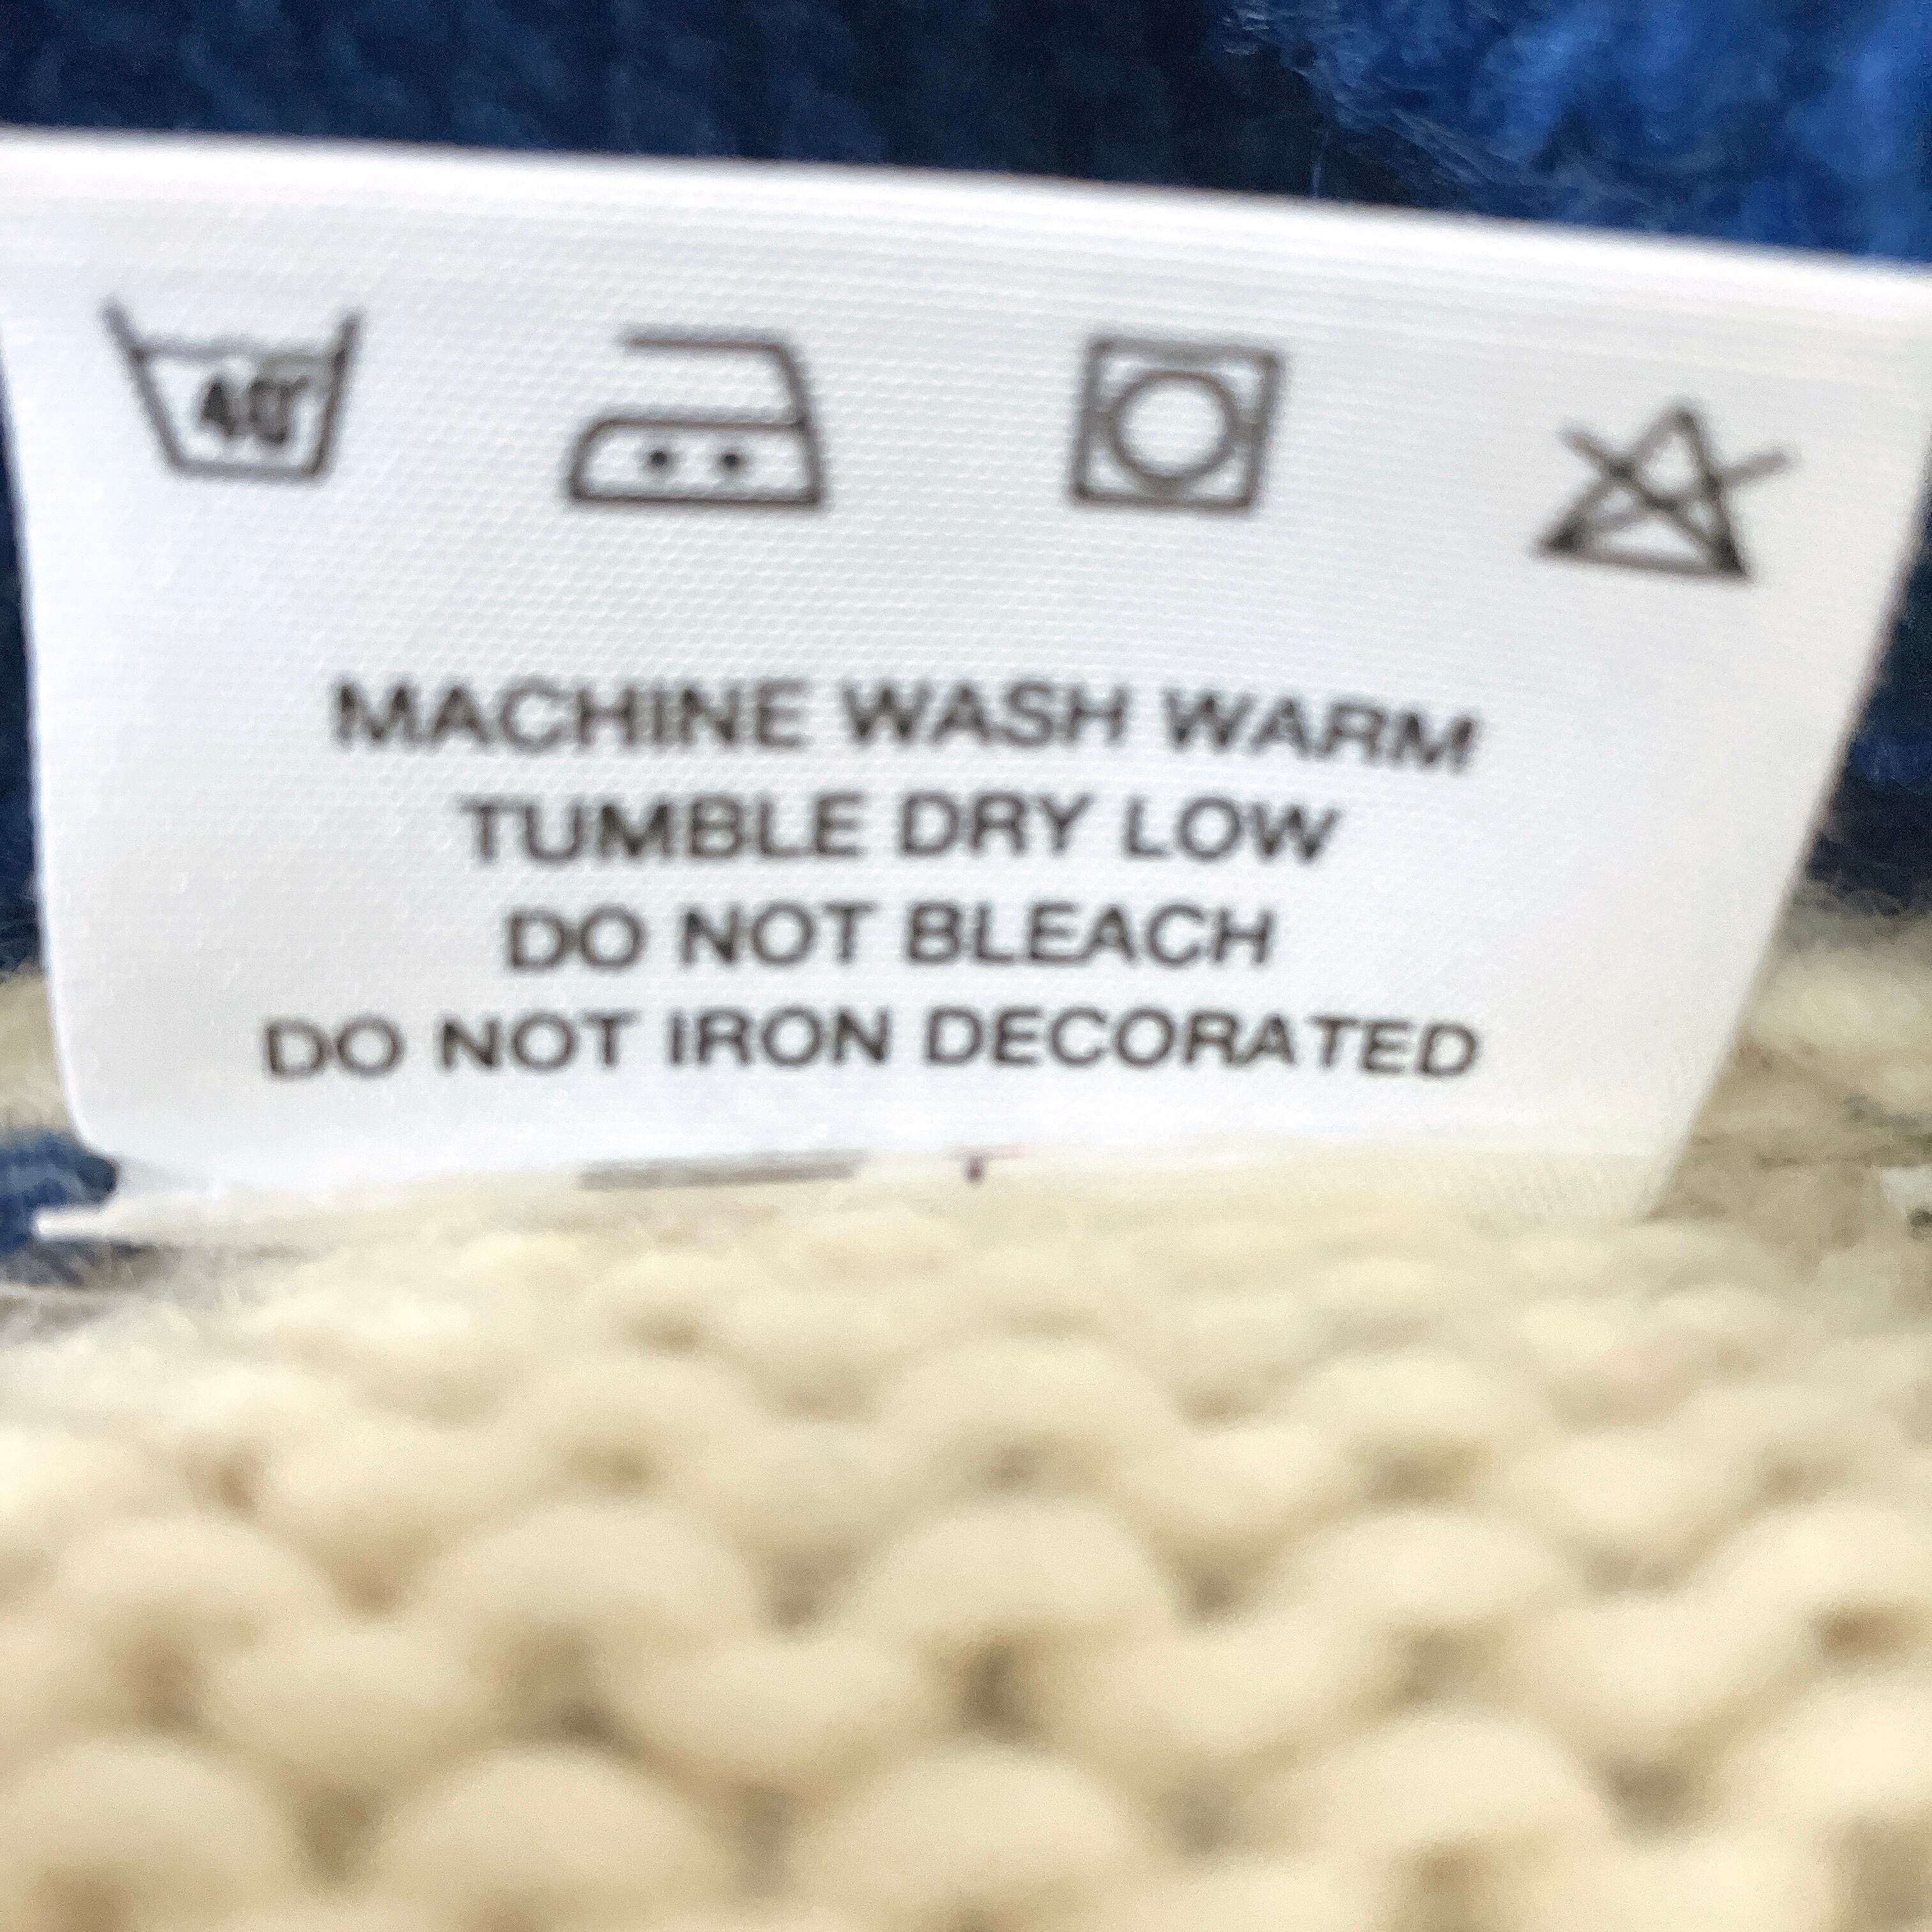 40°
MACHINE WASH WARM
TUMBLE DRY LOW
DO NOT BLEACH
DO NOT IRON DECORATED